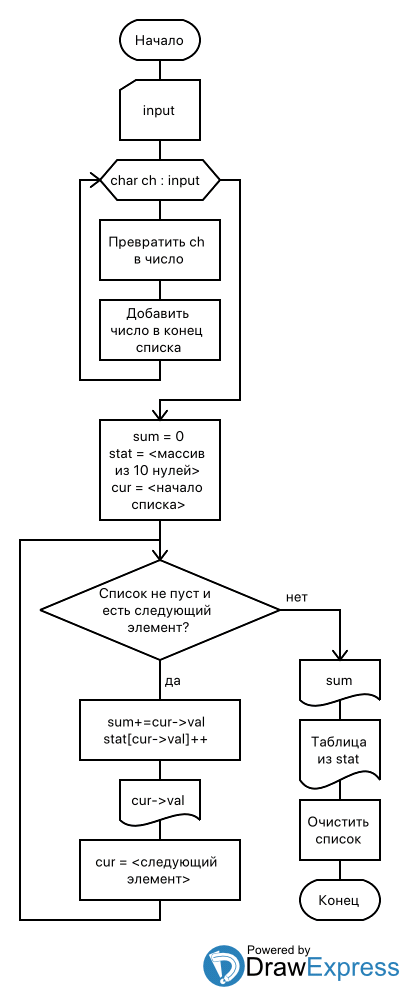 Начало
input
char ch : input
Превратить ch
в число
Добавить
число в конец
списка
sum = 0
stat = <массив
из 10 нулей>
cur = <начало
списка>
Список не пуст и
есть следующий
элемент?
нет
да
sum
sum+=cur->val
stat[cur->val]++
Таблица
из stat
cur->val
Очистить
список
cur = <следующий
элемент>
Конец
Powered by
DrawExpress